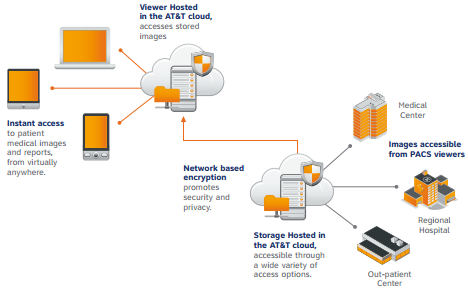 Viewer Hosted
in the AT&T cloud,
accesses stored
images
Instant access
to patient
medical images
and reports,
from virtually
anywhere.
Medical
Center
Images accessible
from PACS viewers
Network based
encryption
promotes
security and
privacy.
Regional
Hospital
Storage Hosted in
the AT&T cloud,
accessible through
a wide variety of
access options.
Out-patient
Center